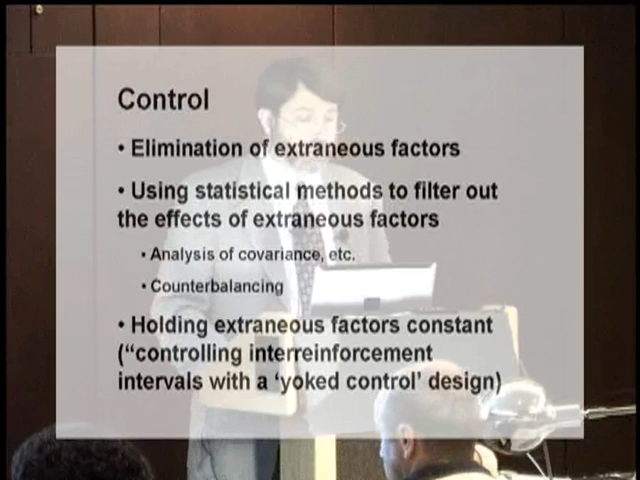 Control
• Elimination of extraneous factors
• Using statistical methods to filter out
the effects of extraneous factors
• Analysis of covariance, etc.
• Counterbalancing
• Holding extraneous factors constant
(“controlling interreinforcement
intervals with a ‘yoked control’ design)